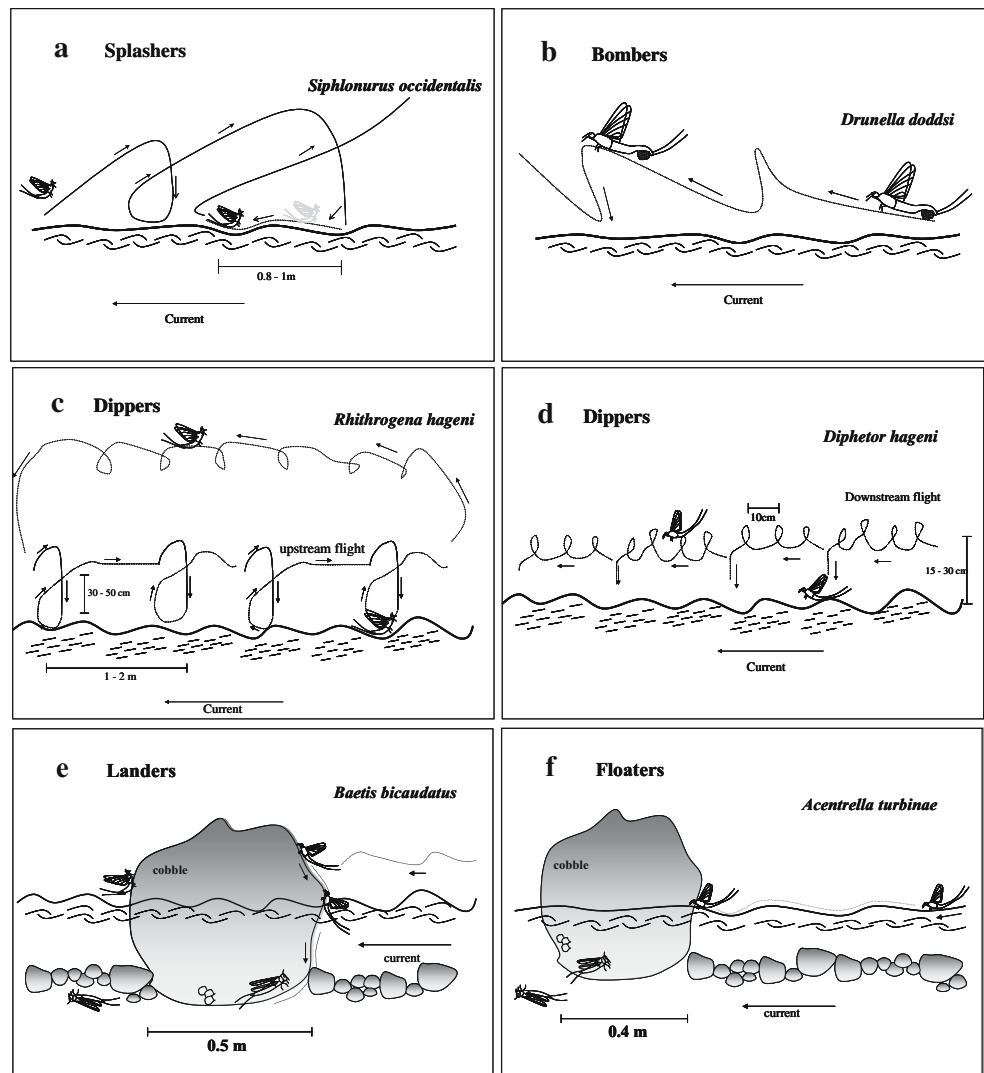 a Splashers
Siphlonurus occidentalis
0.8 - 1m
Current
b Bombers
Drunella doddsi
Current
c Dippers
Rhithrogena hageni
upstream flight
30 - 50 cm
1 - 2 m
Current
d Dippers
Diphetor hageni
Downstream flight
10cm
15 - 30 cm
Current
e Landers
Baetis bicaudatus
cobble
current
0.5 m
f Floaters
Acentrella turbinae
cobble
current
0.4 m